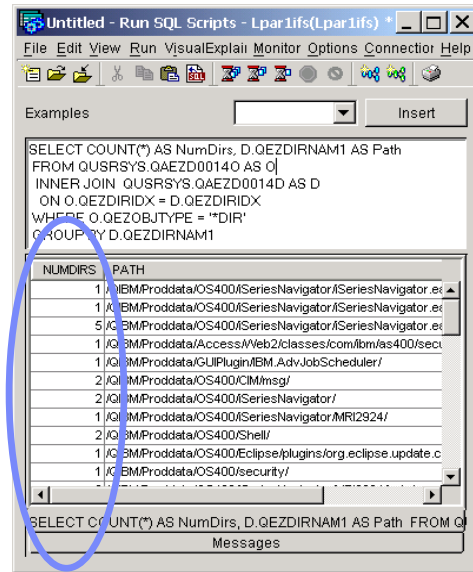 Untitled - Run SQL Scripts - Lpar1ifs(Lpar1ifs) *
File Edit View Run VisualExplain Monitor Options Connection Help
Examples Insert
SELECT COUNT(*) AS NumDirs, D.QEZDIRNAM1 AS Path
FROM QUSRSYS.QAEZD0014O AS O
INNER JOIN QUSRSYS.QAEZD0014D AS D
ON O.QEZDIRIDX = D.QEZDIRIDX
WHERE O.QEZOBJTYPE = '*DIR'
GROUP BY D.QEZDIRNAM1
NUMDIRS PATH
1 /QIBM/Proddata/OS400/iSeriesNavigator/iSeriesNavigator.ea
1 /QIBM/Proddata/OS400/iSeriesNavigator/iSeriesNavigator.ea
5 /QIBM/Proddata/OS400/iSeriesNavigator/iSeriesNavigator.ea
1 /QIBM/Proddata/Access/Web2/classes/com/ibm/as400/secu
1 /QIBM/Proddata/GUIPlugin/IBM.AdvJobScheduler/
2 /QIBM/Proddata/OS400/CIM/msg/
2 /QIBM/Proddata/OS400/iSeriesNavigator/
1 /QIBM/Proddata/OS400/iSeriesNavigator/MRI2924/
2 /QIBM/Proddata/OS400/Shell/
1 /QIBM/Proddata/OS400/Eclipse/plugins/org.eclipse.update.c
1 /QIBM/Proddata/OS400/security/
SELECT COUNT(*) AS NumDirs, D.QEZDIRNAM1 AS Path FROM Q
Messages